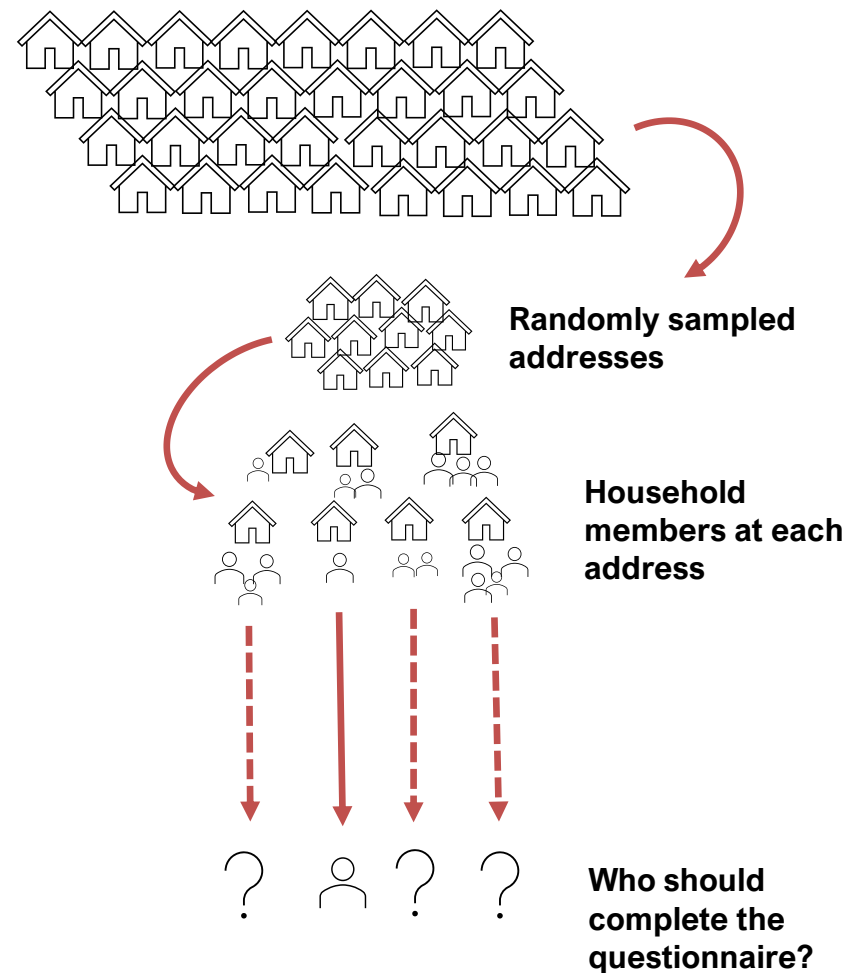 Randomly sampled
addresses
Household
members at each
address
?
?
?
Who should
complete the
questionnaire?